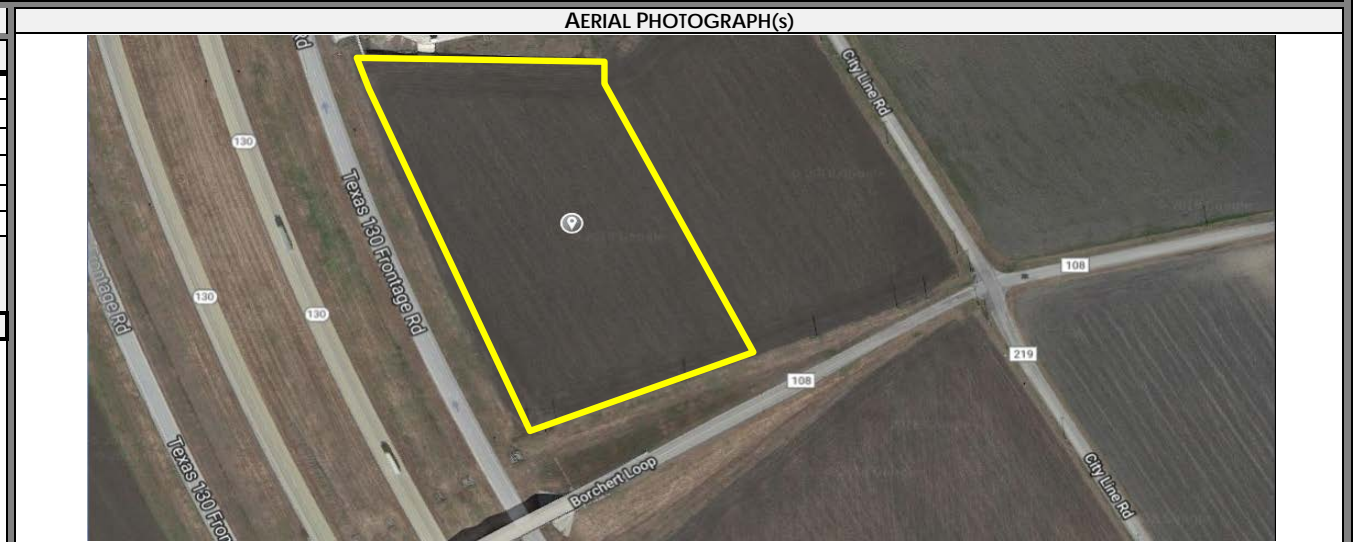 AERIAL PHOTOGRAPH(s)
Rd
City Line Rd
130
Texas 130 Frontage Rd
108
130
130
ontage Rd
219
108
Borchert Loop
City Line Rd
Texas 130 Fron